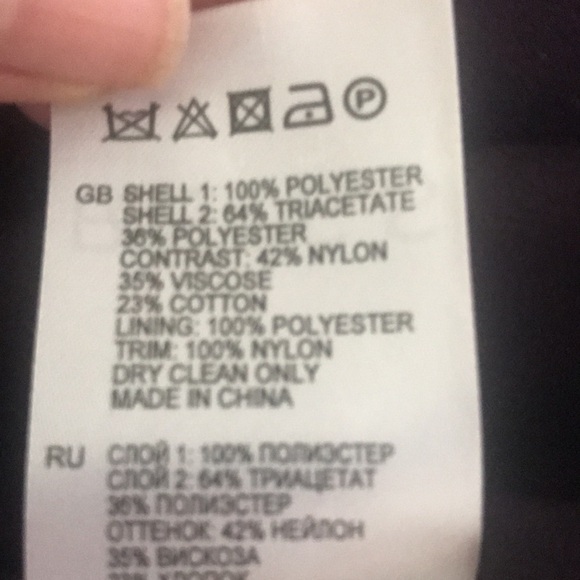 P
GB SHELL 1: 100% POLYESTER
SHELL 2: 64% TRIACETATE
36% POLYESTER
CONTRAST: 42% NYLON
35% VISCOSE
23% COTTON
LINING: 100% POLYESTER
TRIM: 100% NYLON
DRY CLEAN ONLY
MADE IN CHINA
RU СЛОЙ 1: 100% ПОЛИЭСТЕР
СЛОЙ 2: 64% ТРИАЦЕТАТ
36% ПОЛИЭСТЕР
ОТТЕНОК: 42% НЕЙЛОН
35% ВИСКОЗА
23% ХЛОПОК